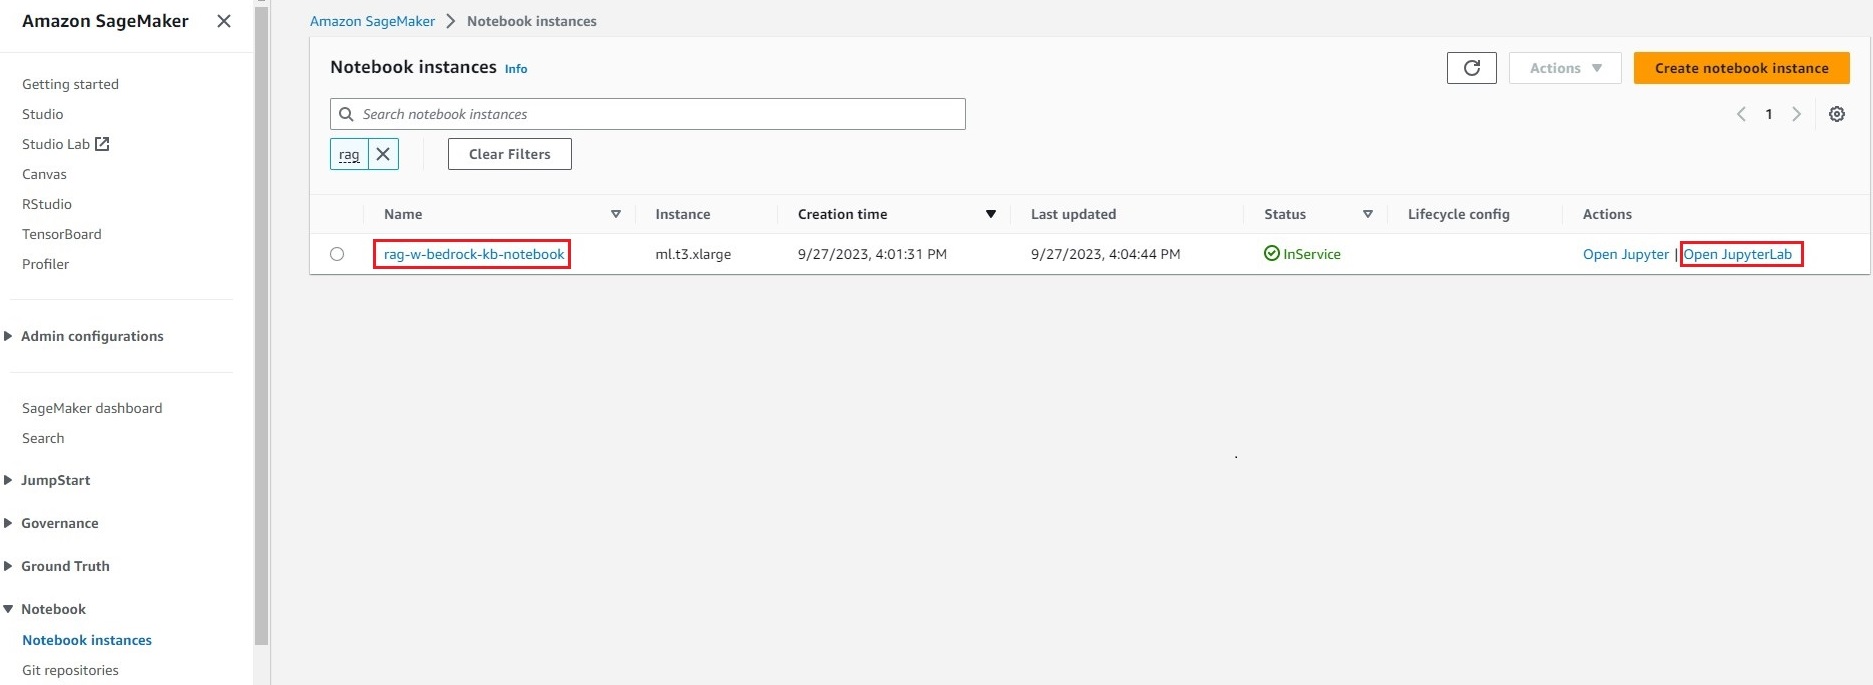 Amazon SageMaker
Getting started
Studio
Studio Lab
Canvas
RStudio
TensorBoard
Profiler
Admin configurations
SageMaker dashboard
Search
JumpStart
Governance
Ground Truth
Notebook
Notebook instances
Git repositories
Amazon SageMaker > Notebook instances
Notebook instances Info
Actions
Create notebook instance
Search notebook instances
1
rag
Clear Filters
Name Instance Creation time Last updated Status Lifecycle config Actions
rag-w-bedrock-kb-notebook ml.t3.xlarge 9/27/2023, 4:01:31 PM 9/27/2023, 4:04:44 PM InService Open Jupyter | Open JupyterLab